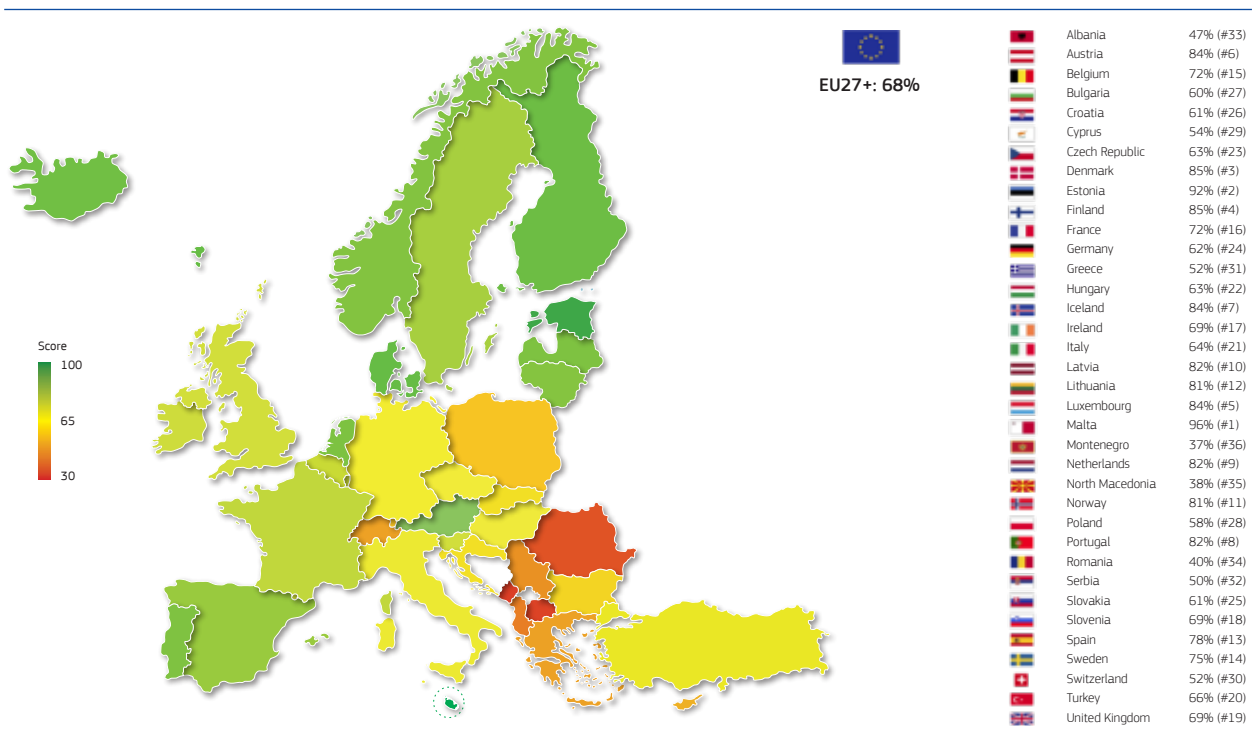 EU27+: 68%
Score
100
65
30
Albania 47% (#33)
Austria 84% (#6)
Belgium 72% (#15)
Bulgaria 60% (#27)
Croatia 61% (#26)
Cyprus 54% (#29)
Czech Republic 63% (#23)
Denmark 85% (#3)
Estonia 92% (#2)
Finland 85% (#4)
France 72% (#16)
Germany 62% (#24)
Greece 52% (#31)
Hungary 63% (#22)
Iceland 84% (#7)
Ireland 69% (#17)
Italy 64% (#21)
Latvia 82% (#10)
Lithuania 81% (#12)
Luxembourg 84% (#5)
Malta 96% (#1)
Montenegro 37% (#36)
Netherlands 82% (#9)
North Macedonia 38% (#35)
Norway 81% (#11)
Poland 58% (#28)
Portugal 82% (#8)
Romania 40% (#34)
Serbia 50% (#32)
Slovakia 61% (#25)
Slovenia 69% (#18)
Spain 78% (#13)
Sweden 75% (#14)
Switzerland 52% (#30)
Turkey 66% (#20)
United Kingdom 69% (#19)